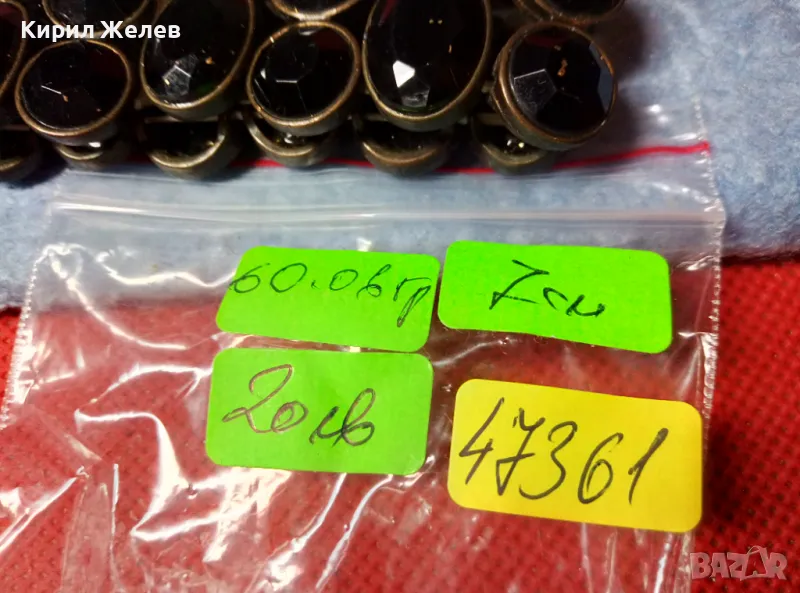 Кирил Желев
60.06гр
7см
20лв
47361
BAZAR